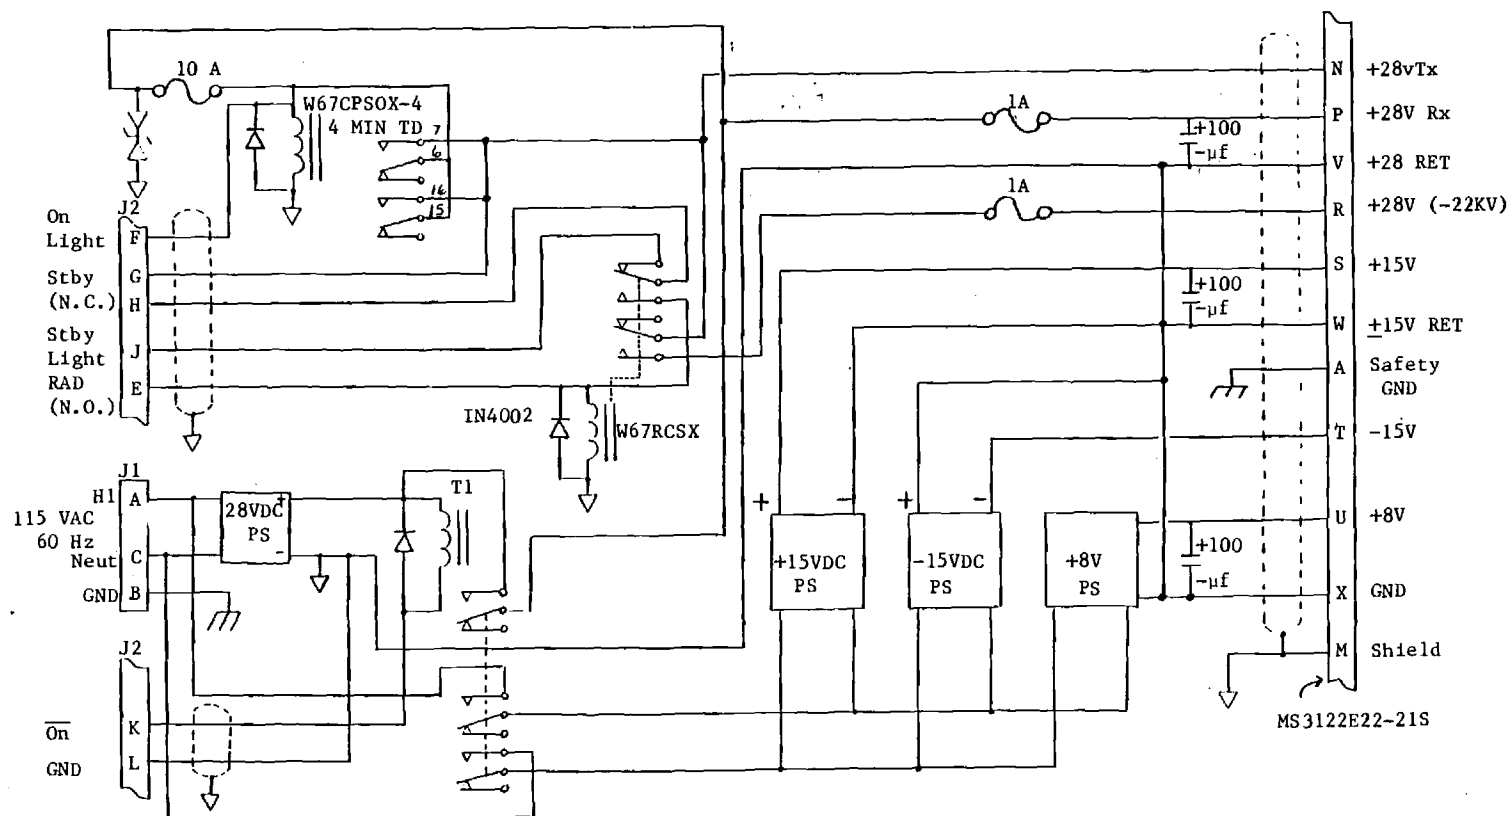 10 A
W67CPSOX-4
4 MIN TD
7
6
14
15
J2
On
Light
F
Stby
G
(N.C.)
H
Stby
Light
J
RAD
E
(N.O.)
IN4002
W67RCSX
J1
H1
A
115 VAC
60 Hz
Neut
C
GND
B
28VDC
PS
+
-
T1
J2
On
K
GND
L
+
-
+15VDC
PS
+
-
-15VDC
PS
+8V
PS
1A
1A
+100
-µf
+100
-µf
+100
-µf
N +28vTx
P +28V Rx
V +28 RET
R +28V (-22KV)
S +15V
W ±15V RET
A Safety
GND
T -15V
U +8V
X GND
M Shield
MS3122E22-21S